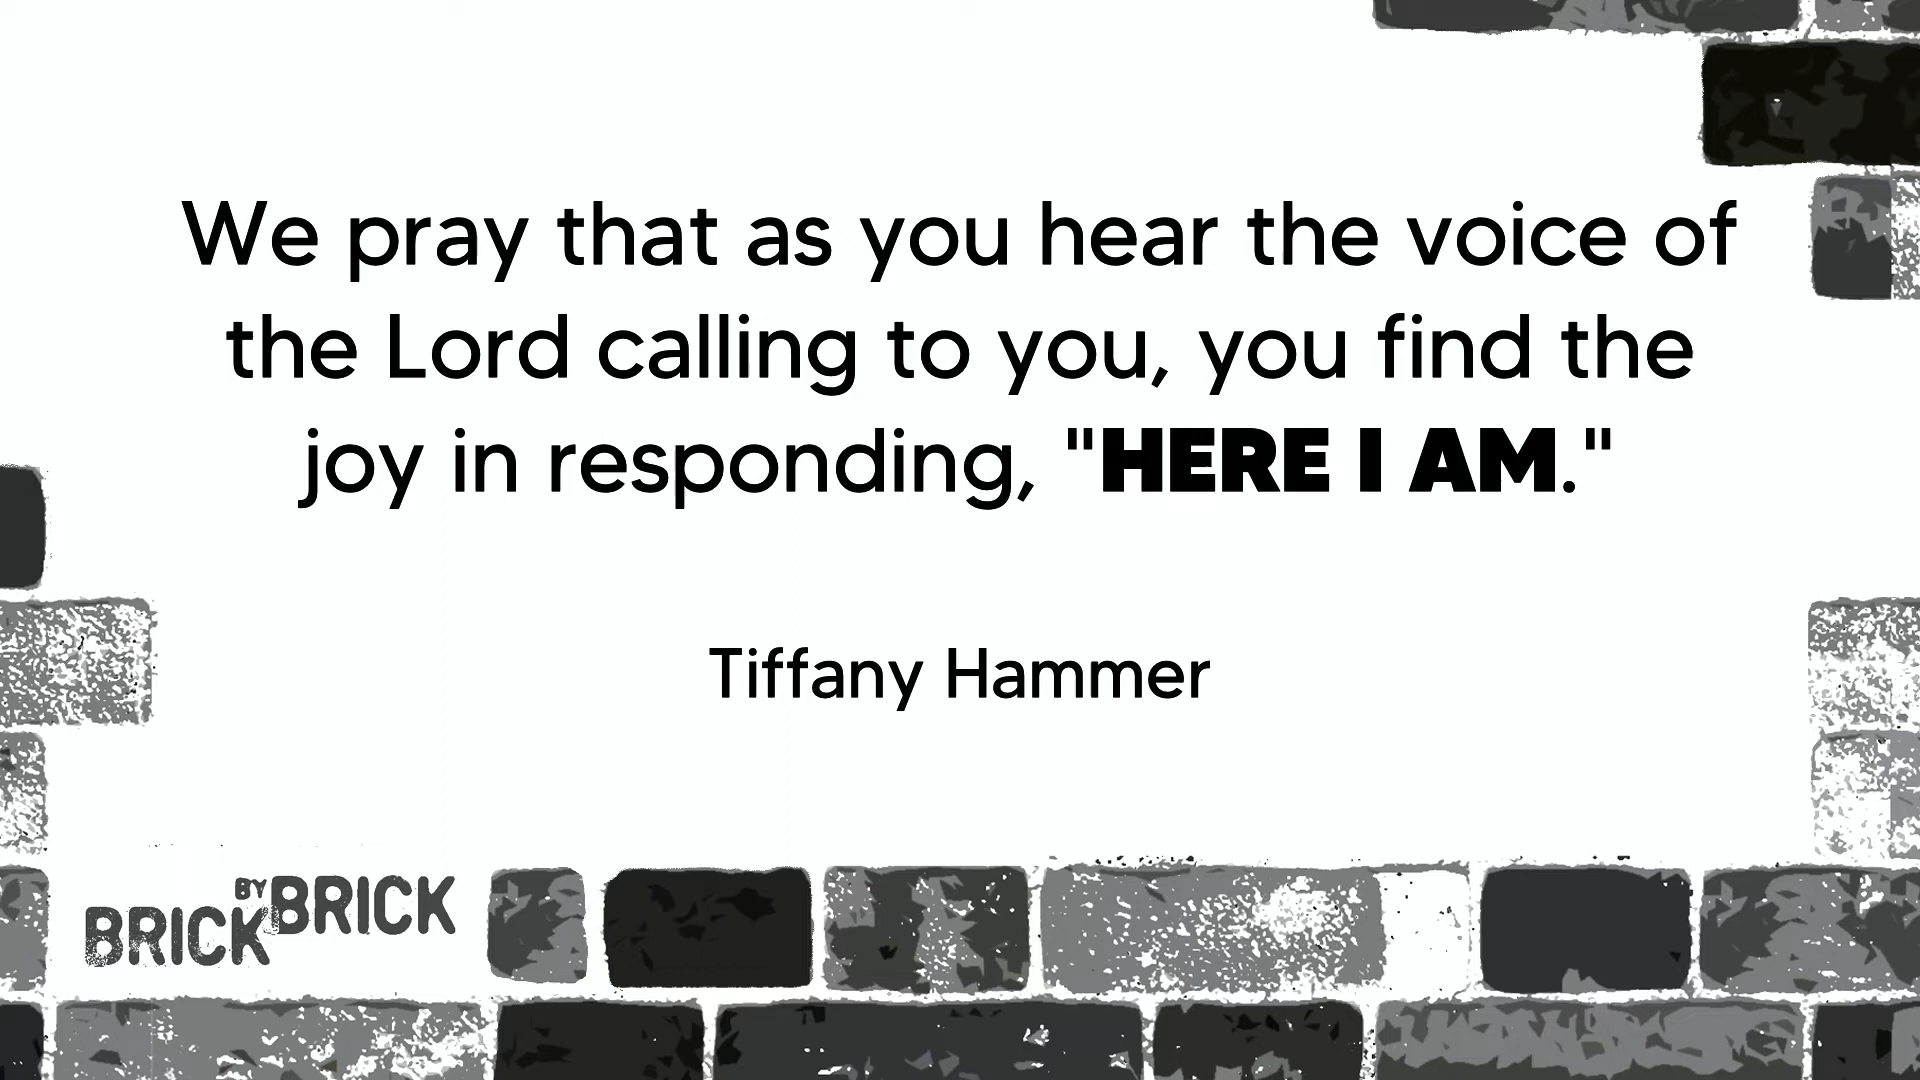 We pray that as you hear the voice of
the Lord calling to you, you find the
joy in responding, "HERE I AM."
Tiffany Hammer
BRICK BY BRICK